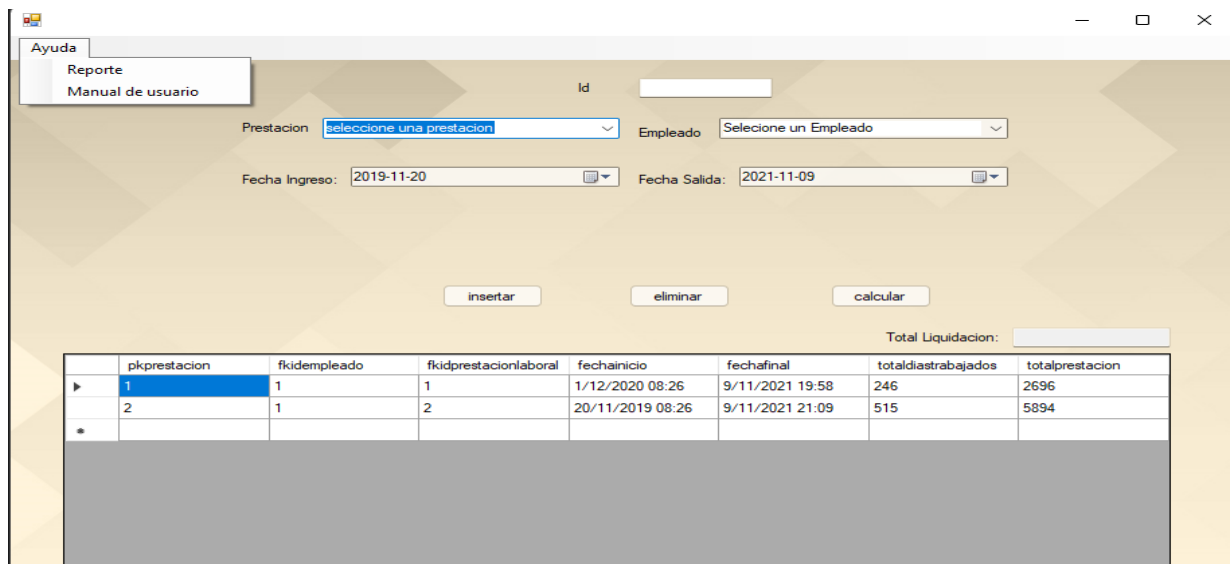 Ayuda
Reporte
Manual de usuario
Id
Prestacion seleccione una prestacion Empleado Selecione un Empleado
Fecha Ingreso: 2019-11-20 Fecha Salida: 2021-11-09
insertar eliminar calcular
Total Liquidacion:
pkprestacion fkidempleado fkidprestacionlaboral fechainicio fechafinal totaldiastrabajados totalprestacion
1 1 1 1/12/2020 08:26 9/11/2021 19:58 246 2696
2 1 2 20/11/2019 08:26 9/11/2021 21:09 515 5894